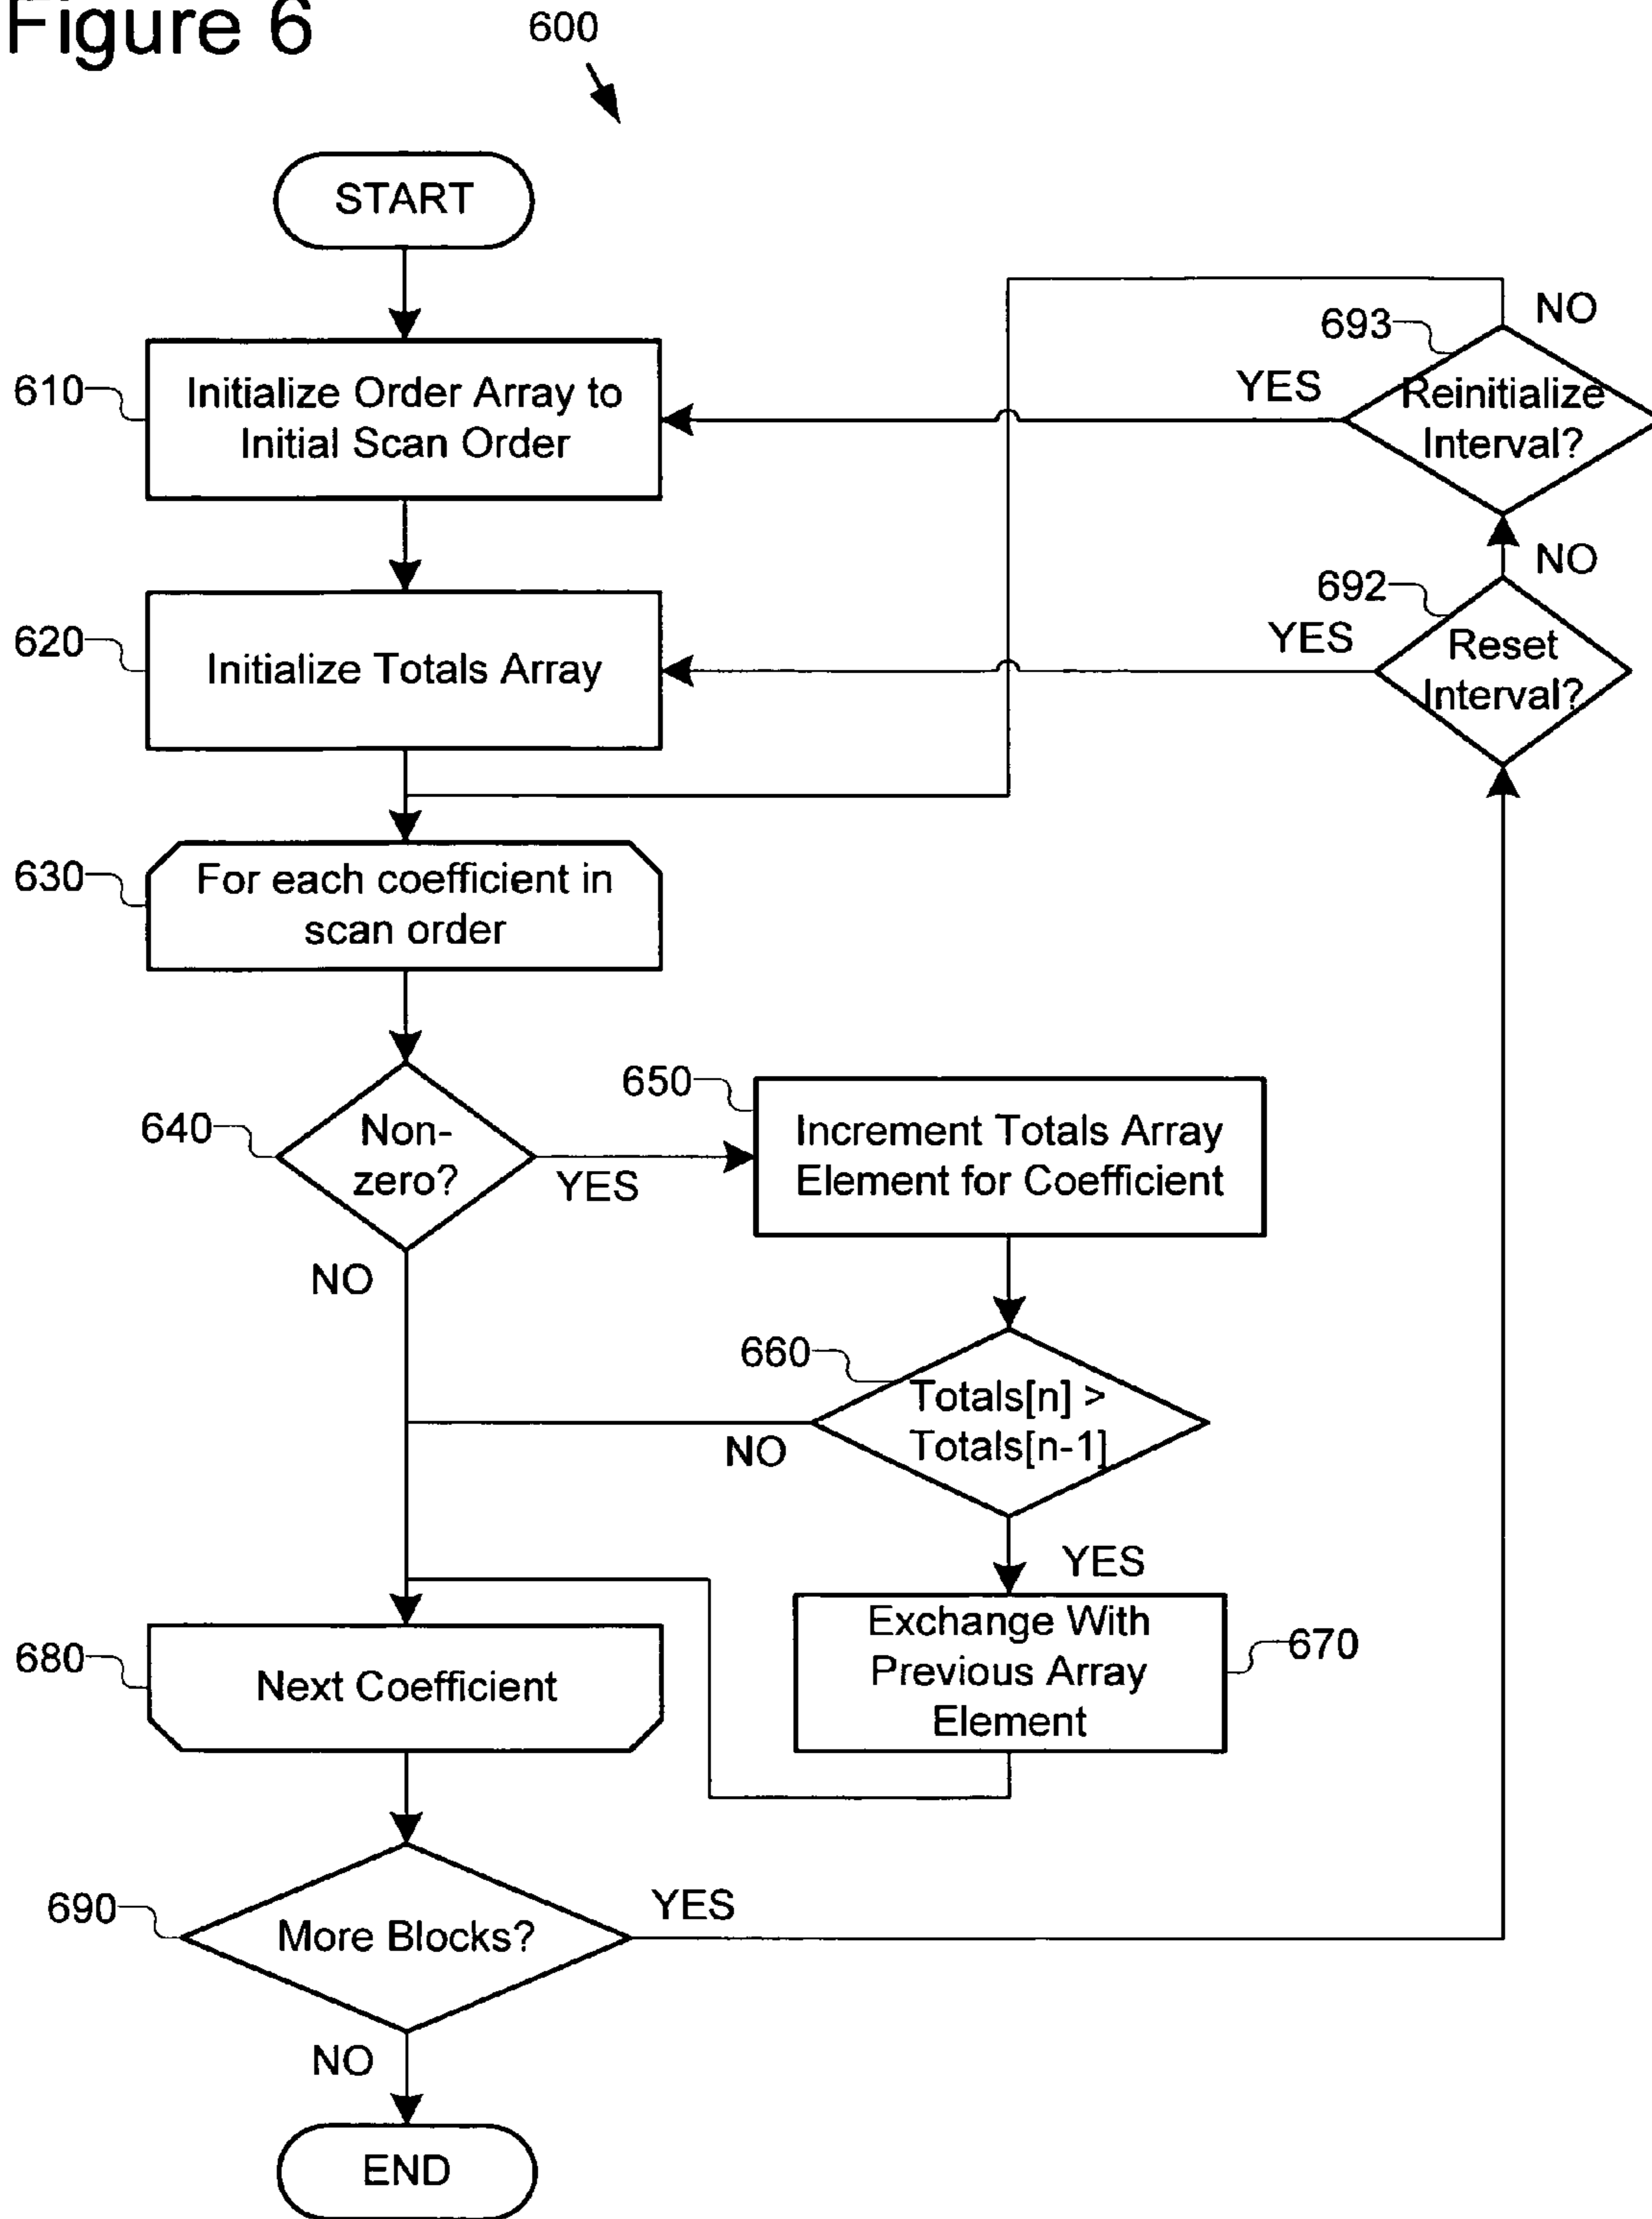 Figure 6
600
START
693
NO
YES
Reinitialize
Interval?
610
Initialize Order Array to
Initial Scan Order
NO
692
YES
Reset
Interval?
620
Initialize Totals Array
630
For each coefficient in
scan order
640
Non-
zero?
YES
NO
650
Increment Totals Array
Element for Coefficient
660
Totals[n] >
Totals[n-1]
NO
YES
670
Exchange With
Previous Array
Element
680
Next Coefficient
690
More Blocks?
YES
NO
END